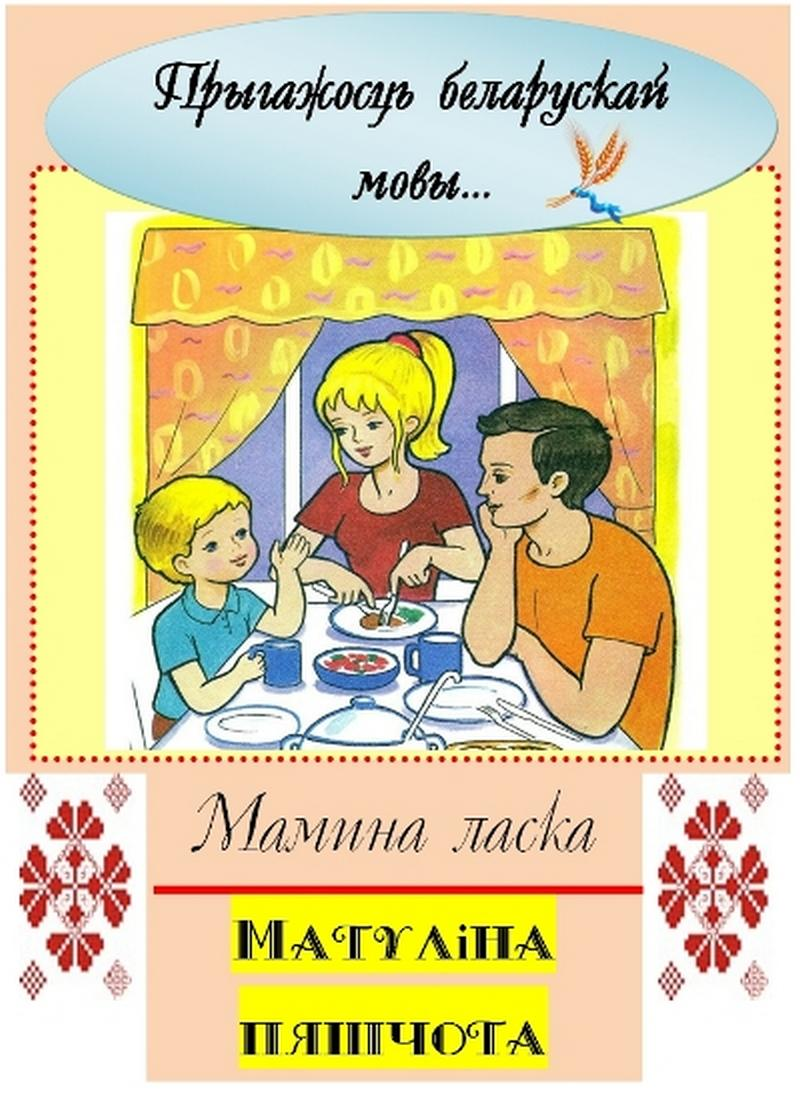 Прыгажосць беларускай
мовы...
Мамина ласка
Матуліна
пяшчота